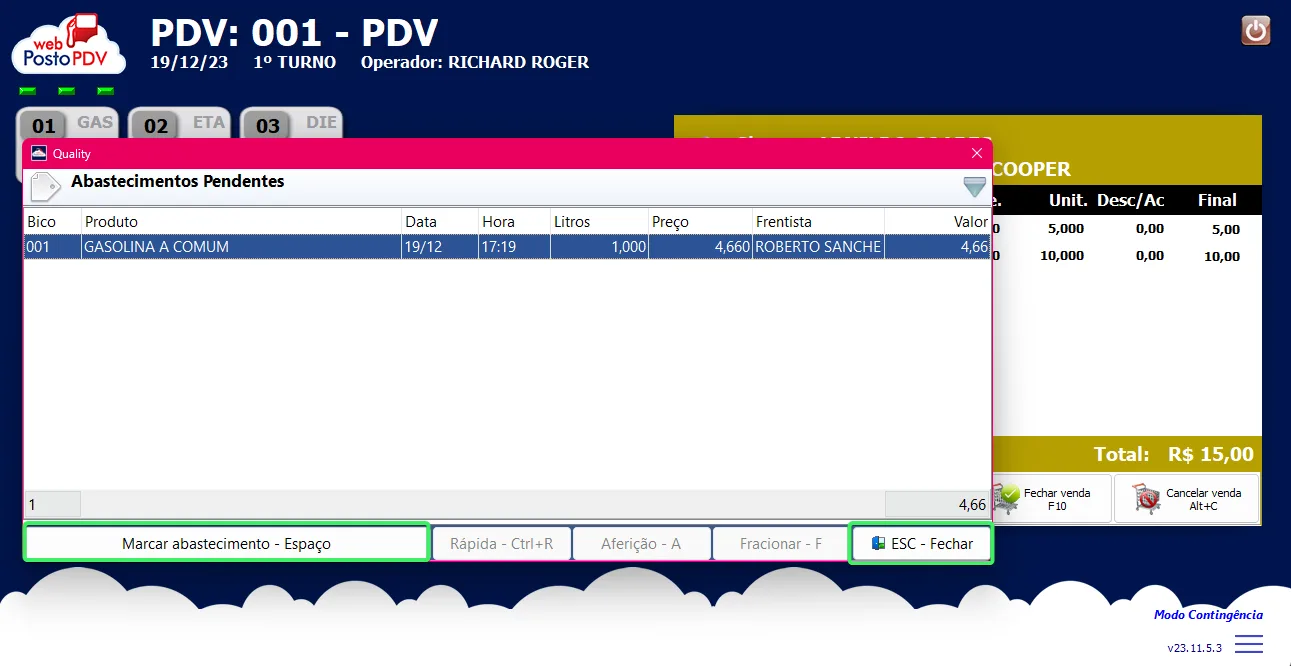 web
PostoPDV
PDV: 001 - PDV
19/12/23 1º TURNO Operador: RICHARD ROGER
01 GAS 02 ETA 03 DIE
COOPER
Quality
Abastecimentos Pendentes
Bico Produto Data Hora Litros Preço Frentista Valor
001 GASOLINA A COMUM 19/12 17:19 1,000 4,660 ROBERTO SANCHE 4,66
1 4,66
Marcar abastecimento - Espaço Rápida - Ctrl+R Aferição - A Fracionar - F ESC - Fechar
Unit. Desc/Ac Final
5,000 0,00 5,00
10,000 0,00 10,00
Total: R$ 15,00
Fechar venda
F10
Cancelar venda
Alt+C
Modo Contingência
v23.11.5.3